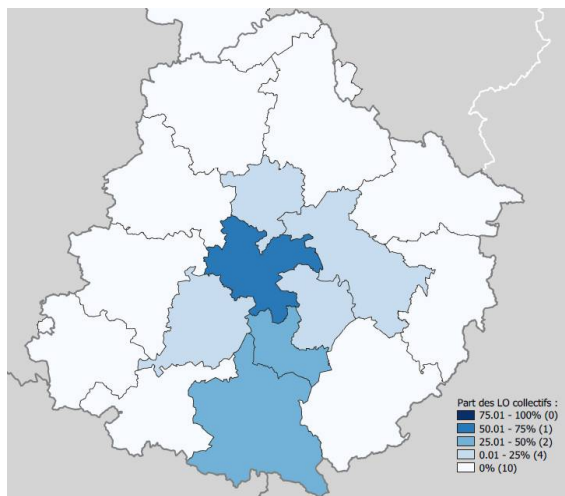 Part des LO collectifs :
75.01 - 100% (0)
50.01 - 75% (1)
25.01 - 50% (2)
0.01 - 25% (4)
0% (10)